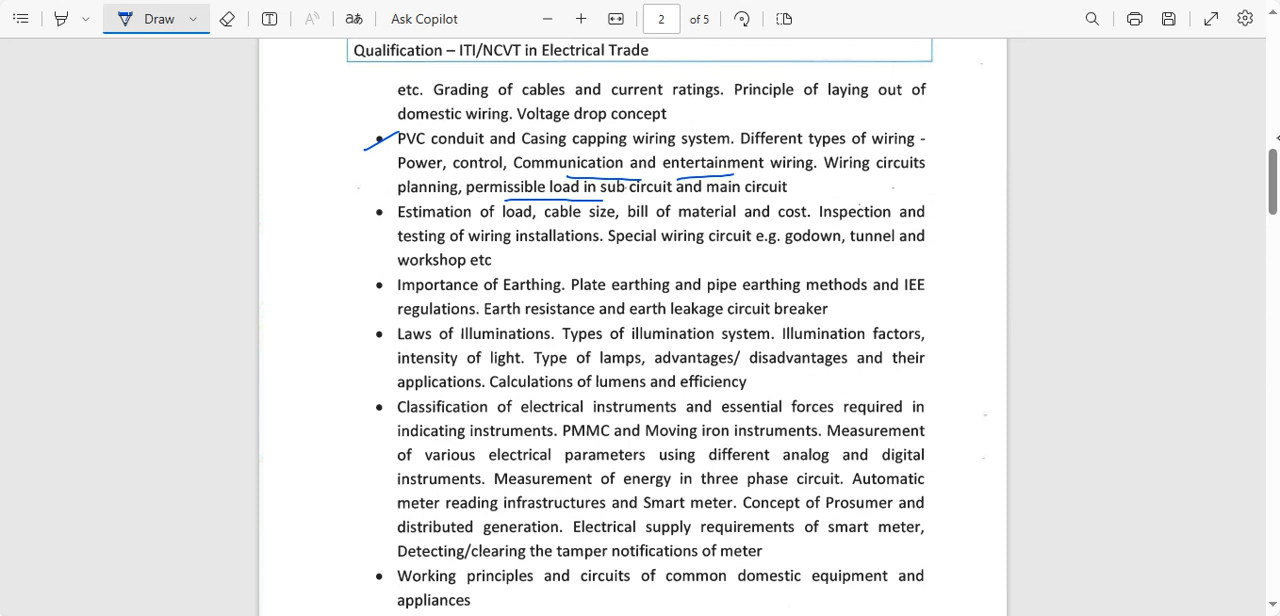 Draw
A
aあ
Ask Copilot
2
of 5
Qualification – ITI/NCVT in Electrical Trade
etc. Grading of cables and current ratings. Principle of laying out of
domestic wiring. Voltage drop concept
• PVC conduit and Casing capping wiring system. Different types of wiring -
Power, control, Communication and entertainment wiring. Wiring circuits
planning, permissible load in sub circuit and main circuit
• Estimation of load, cable size, bill of material and cost. Inspection and
testing of wiring installations. Special wiring circuit e.g. godown, tunnel and
workshop etc
• Importance of Earthing. Plate earthing and pipe earthing methods and IEE
regulations. Earth resistance and earth leakage circuit breaker
• Laws of Illuminations. Types of illumination system. Illumination factors,
intensity of light. Type of lamps, advantages/ disadvantages and their
applications. Calculations of lumens and efficiency
• Classification of electrical instruments and essential forces required in
indicating instruments. PMMC and Moving iron instruments. Measurement
of various electrical parameters using different analog and digital
instruments. Measurement of energy in three phase circuit. Automatic
meter reading infrastructures and Smart meter. Concept of Prosumer and
distributed generation. Electrical supply requirements of smart meter,
Detecting/clearing the tamper notifications of meter
• Working principles and circuits of common domestic equipment and
appliances